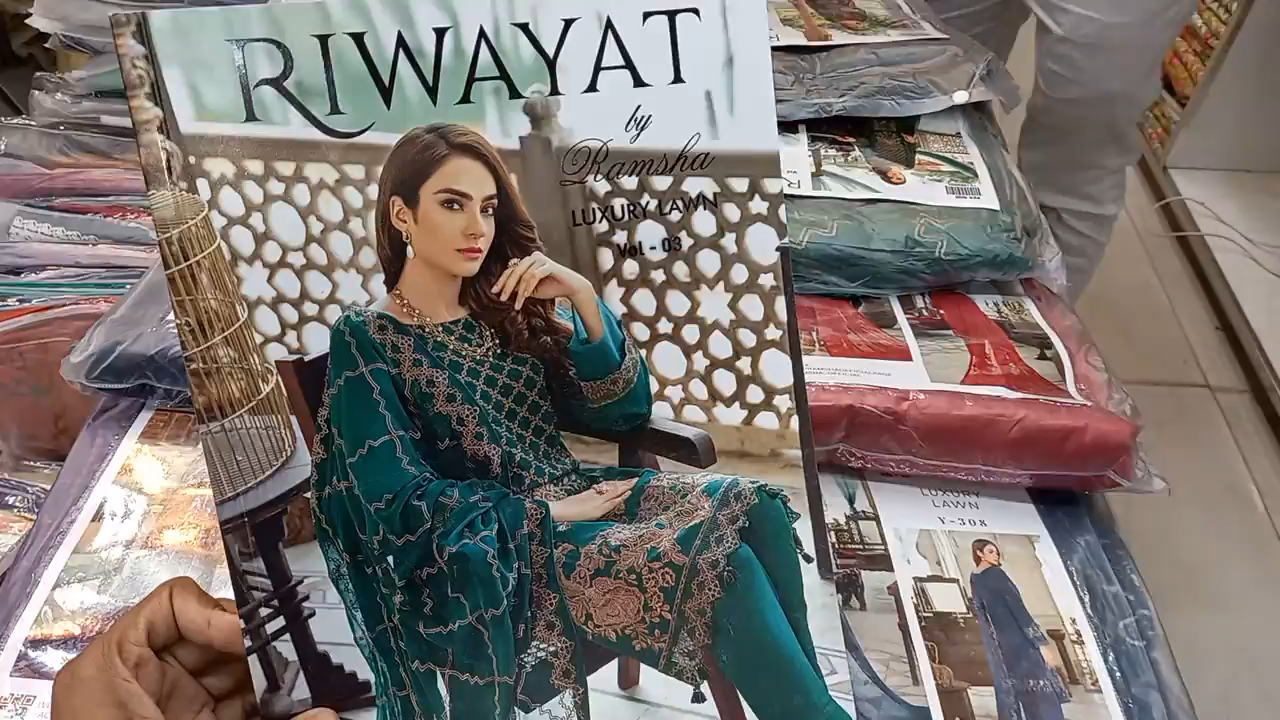 RIWAYAT
by
Ramsha
LUXURY LAWN
Vol - 03
LUXURY
LAWN
Y-308